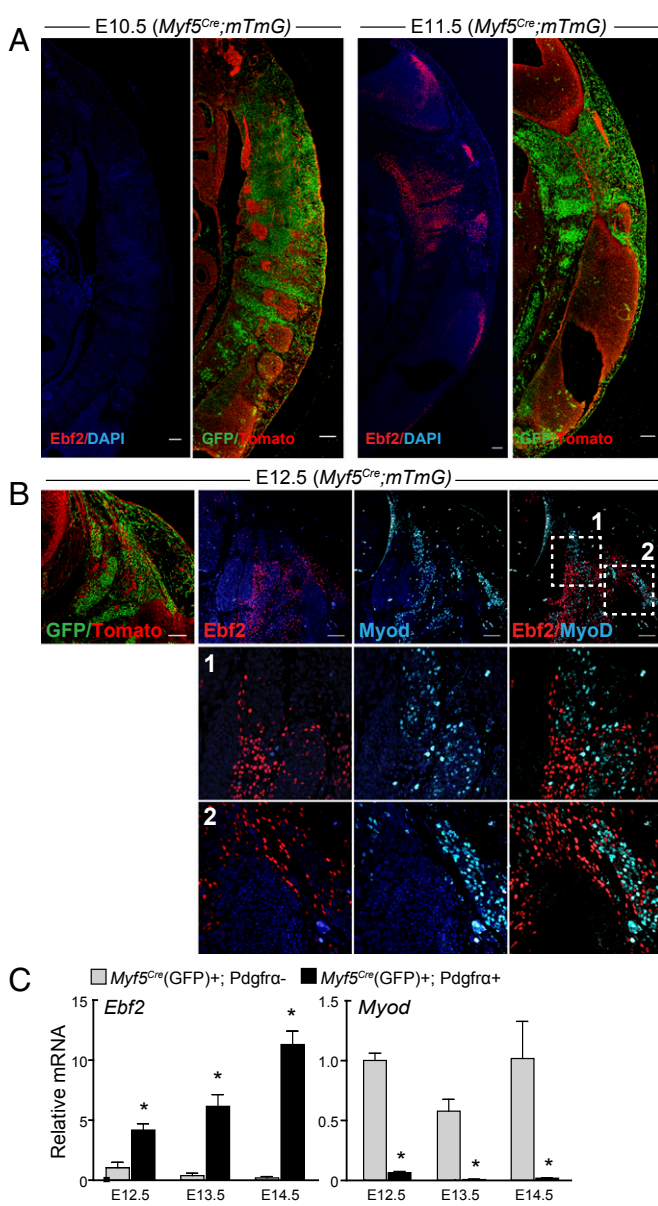 A
E10.5 (Myf5Cre;mTmG)
E11.5 (Myf5Cre;mTmG)
Ebf2/DAPI
GFP/Tomato
Ebf2/DAPI
GFP/Tomato
B
E12.5 (Myf5Cre;mTmG)
1
2
GFP/Tomato
Ebf2
Myod
Ebf2/MyoD
1
2
C
Myf5Cre(GFP)+; Pdgfrα-
Myf5Cre(GFP)+; Pdgfrα+
Relative mRNA
Ebf2
15
10
5
0
* * *
E12.5 E13.5 E14.5
Myod
1.0
0.5
0
* * *
E12.5 E13.5 E14.5